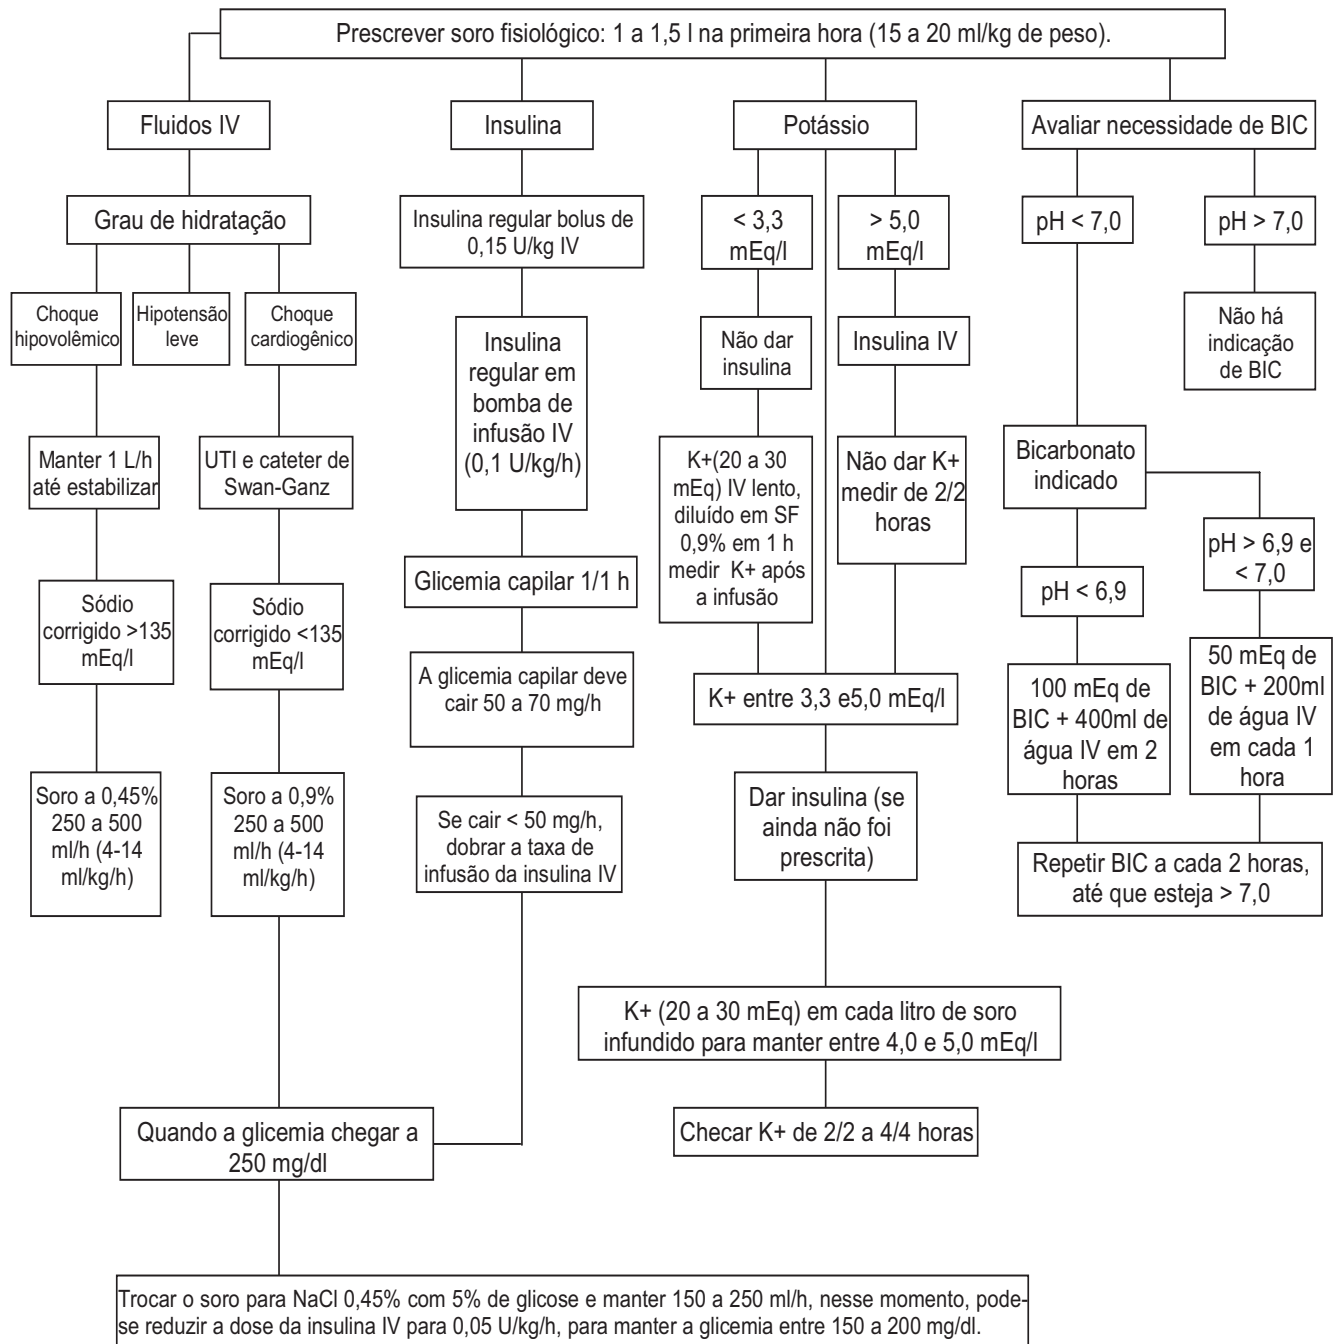 Prescrever soro fisiológico: 1 a 1,5 l na primeira hora (15 a 20 ml/kg de peso).
Fluidos IV
Grau de hidratação
Choque
hipovolêmico
Hipotensão
leve
Choque
cardiogênico
Manter 1 L/h
até estabilizar
UTI e cateter de
Swan-Ganz
Sódio
corrigido >135
mEq/l
Sódio
corrigido <135
mEq/l
Soro a 0,45%
250 a 500
ml/h (4-14
ml/kg/h)
Soro a 0,9%
250 a 500
ml/h (4-14
ml/kg/h)
Insulina
Insulina regular bolus de
0,15 U/kg IV
Insulina
regular em
bomba de
infusão IV
(0,1 U/kg/h)
Glicemia capilar 1/1 h
A glicemia capilar deve
cair 50 a 70 mg/h
Se cair < 50 mg/h,
dobrar a taxa de
infusão da insulina IV
Quando a glicemia chegar a
250 mg/dl
Trocar o soro para NaCl 0,45% com 5% de glicose e manter 150 a 250 ml/h, nesse momento, pode-
se reduzir a dose da insulina IV para 0,05 U/kg/h, para manter a glicemia entre 150 a 200 mg/dl.
Potássio
< 3,3
mEq/l
> 5,0
mEq/l
Não dar
insulina
Insulina IV
K+(20 a 30
mEq) IV lento,
diluído em SF
0,9% em 1 h
medir K+ após
a infusão
Não dar K+
medir de 2/2
horas
K+ entre 3,3 e5,0 mEq/l
Dar insulina (se
ainda não foi
prescrita)
K+ (20 a 30 mEq) em cada litro de soro
infundido para manter entre 4,0 e 5,0 mEq/l
Checar K+ de 2/2 a 4/4 horas
Avaliar necessidade de BIC
pH < 7,0
pH > 7,0
Não há
indicação
de BIC
Bicarbonato
indicado
pH < 6,9
pH > 6,9 e
< 7,0
100 mEq de
BIC + 400ml de
água IV em 2
horas
50 mEq de
BIC + 200ml
de água IV
em cada 1
hora
Repetir BIC a cada 2 horas,
até que esteja > 7,0